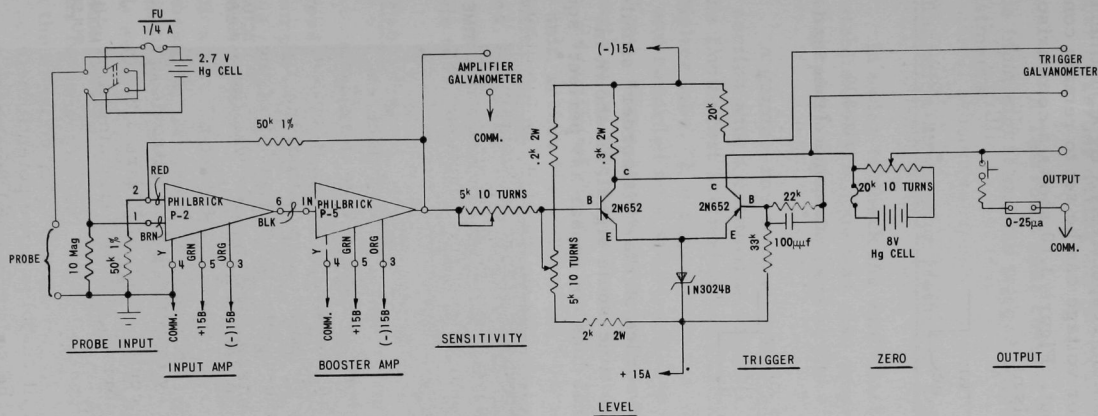 FU
1/4 A
2.7 V
Hg CELL
AMPLIFIER
GALVANOMETER
COMM.
(-)15A
TRIGGER
GALVANOMETER
50k 1%
.2k 2W
.3k 2W
20k
2
RED
PHILBRICK
P-2
1
BRN
6
BLK
IN
PHILBRICK
P-5
5k 10 TURNS
B
C
2N652
E
C
2N652
B
E
22k
100μμf
33k
20k 10 TURNS
8V
Hg CELL
OUTPUT
0-25μa
COMM.
PROBE
10 Mag
50k 1%
Y
4
GRN
5
ORG
3
COMM.
+15B
(-)15B
Y
4
GRN
5
ORG
3
COMM.
+15B
(-)15B
5k 10 TURNS
IN3024B
2k 2W
+ 15A
PROBE INPUT
INPUT AMP
BOOSTER AMP
SENSITIVITY
LEVEL
TRIGGER
ZERO
OUTPUT